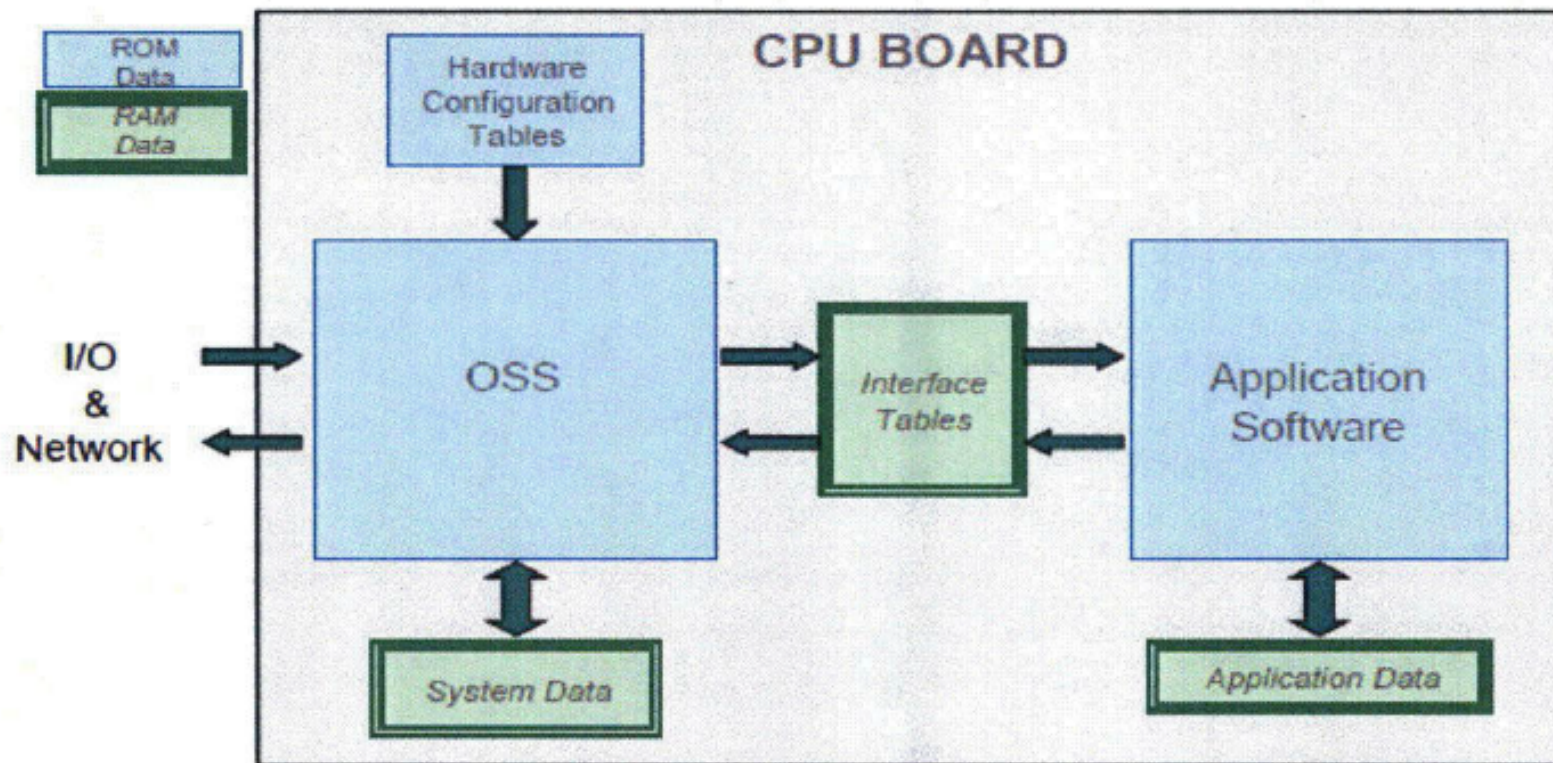 ROM
Data
RAM
Data
CPU BOARD
Hardware
Configuration
Tables
I/O
&
Network
OSS
Interface
Tables
Application
Software
System Data
Application Data